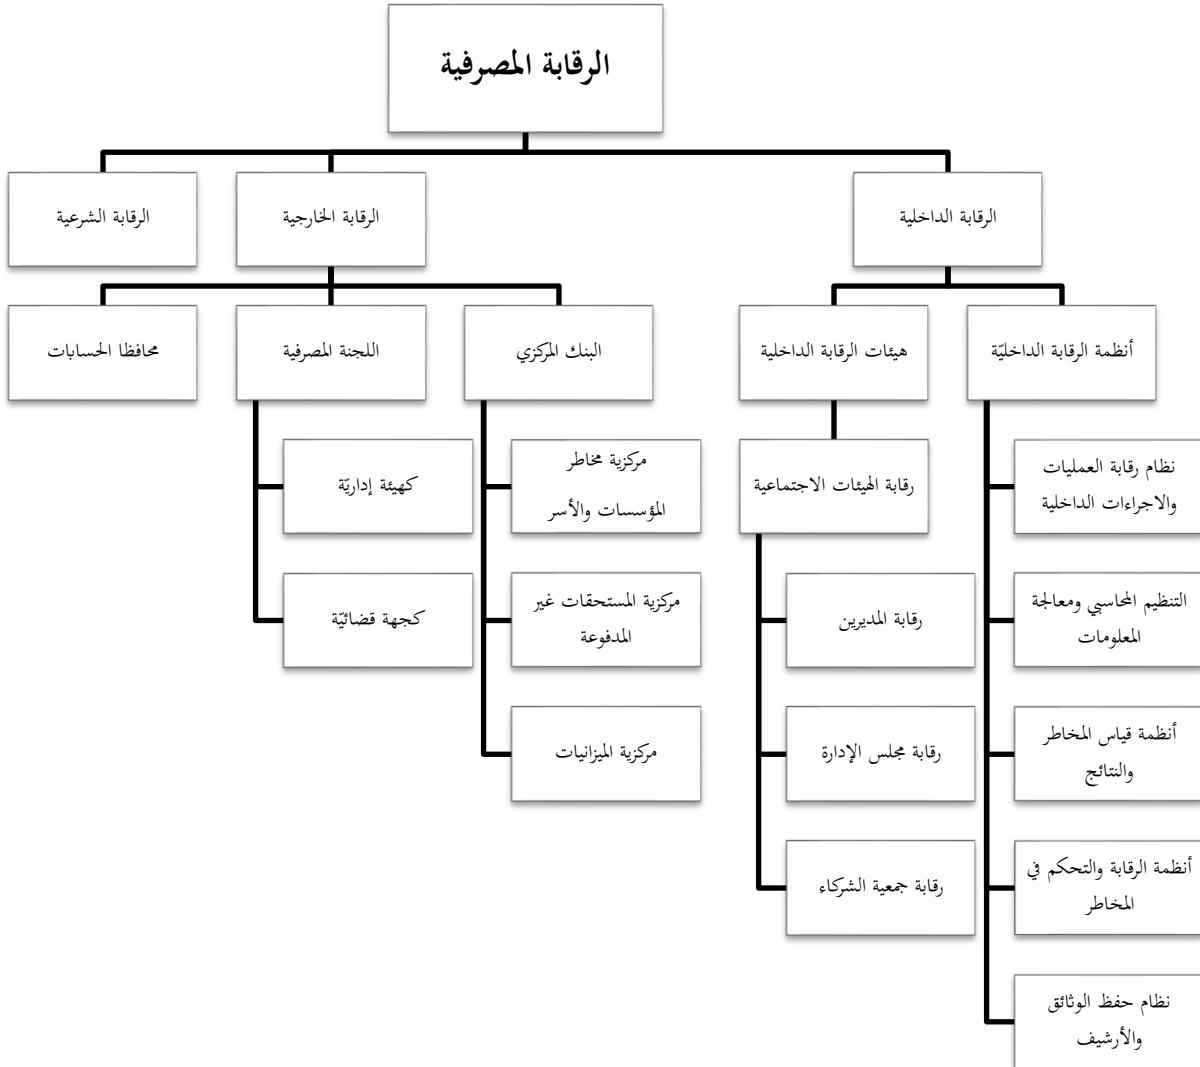 الرقابة المصرفية
الرقابة الداخلية
الرقابة الخارجية
الرقابة الشرعية
أنظمة الرقابة الداخليّة
هيئات الرقابة الداخلية
البنك المركزي
اللجنة المصرفية
محافظا الحسابات
نظام رقابة العمليات
والاجراءات الداخلية
رقابة الهيئات الاجتماعية
مركزية مخاطر
المؤسسات والأسر
كهيئة إداريّة
التنظيم المحاسبي ومعالجة
المعلومات
رقابة المديرين
مركزية المستحقات غير
المدفوعة
كجهة قضائيّة
أنظمة قياس المخاطر
والنتائج
رقابة مجلس الإدارة
مركزية الميزانيات
أنظمة الرقابة والتحكم في
المخاطر
رقابة جمعية الشركاء
نظام حفظ الوثائق
والأرشيف